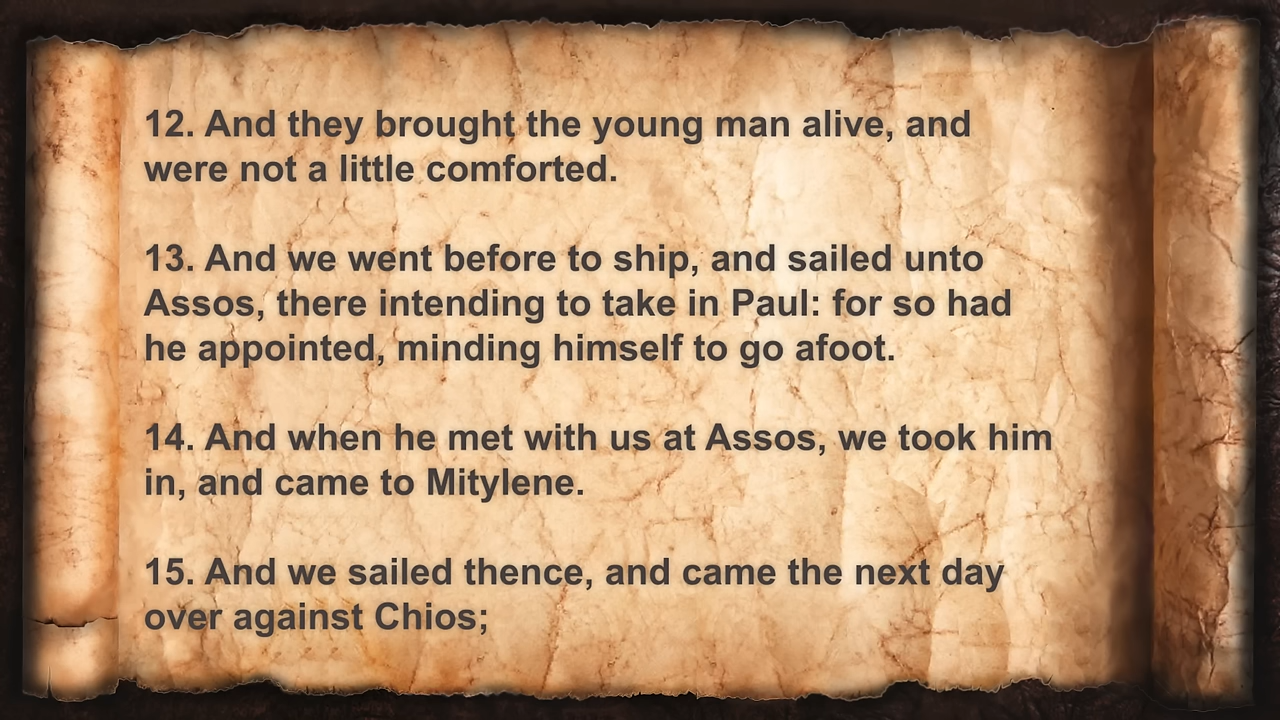 12. And they brought the young man alive, and
were not a little comforted.
13. And we went before to ship, and sailed unto
Assos, there intending to take in Paul: for so had
he appointed, minding himself to go afoot.
14. And when he met with us at Assos, we took him
in, and came to Mitylene.
15. And we sailed thence, and came the next day
over against Chios;